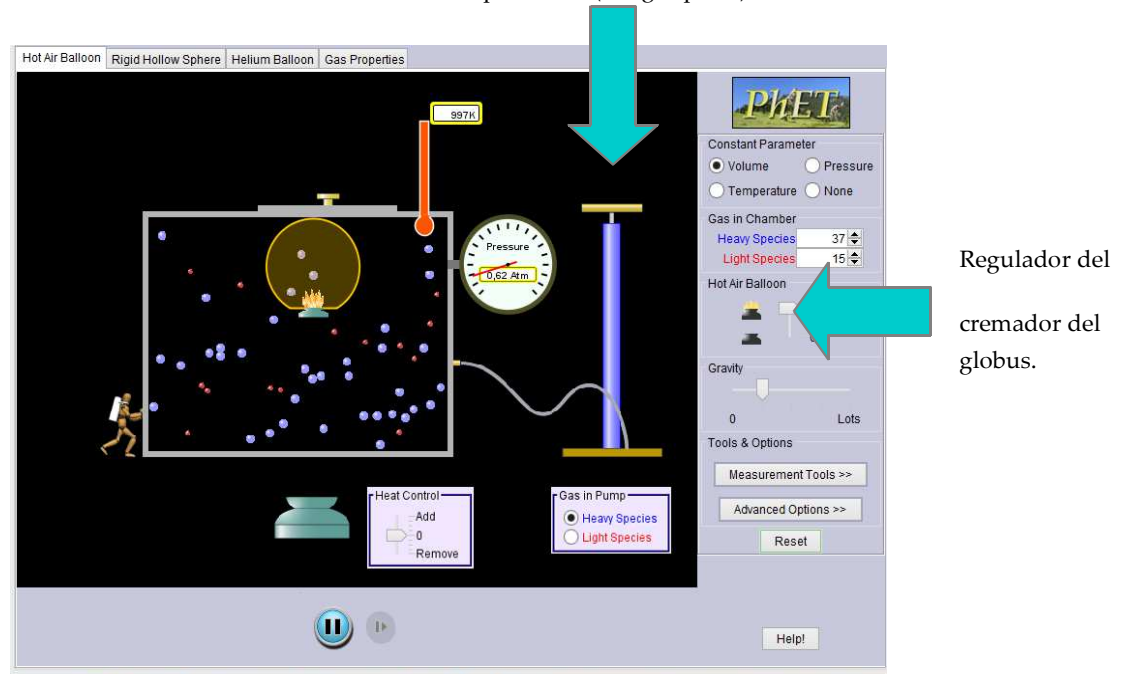 Hot Air Balloon Rigid Hollow Sphere Helium Balloon Gas Properties
PhET
997K
Constant Parameter
Volume Pressure
Temperature None
Gas in Chamber
Heavy Species 37
Light Species 15
Pressure
0,62 Atm
Hot Air Balloon
Regulador del
cremador del
globus.
Gravity
0 Lots
Tools & Options
Measurement Tools >>
Advanced Options >>
Reset
Heat Control
Add
0
Remove
Gas in Pump
Heavy Species
Light Species
Help!